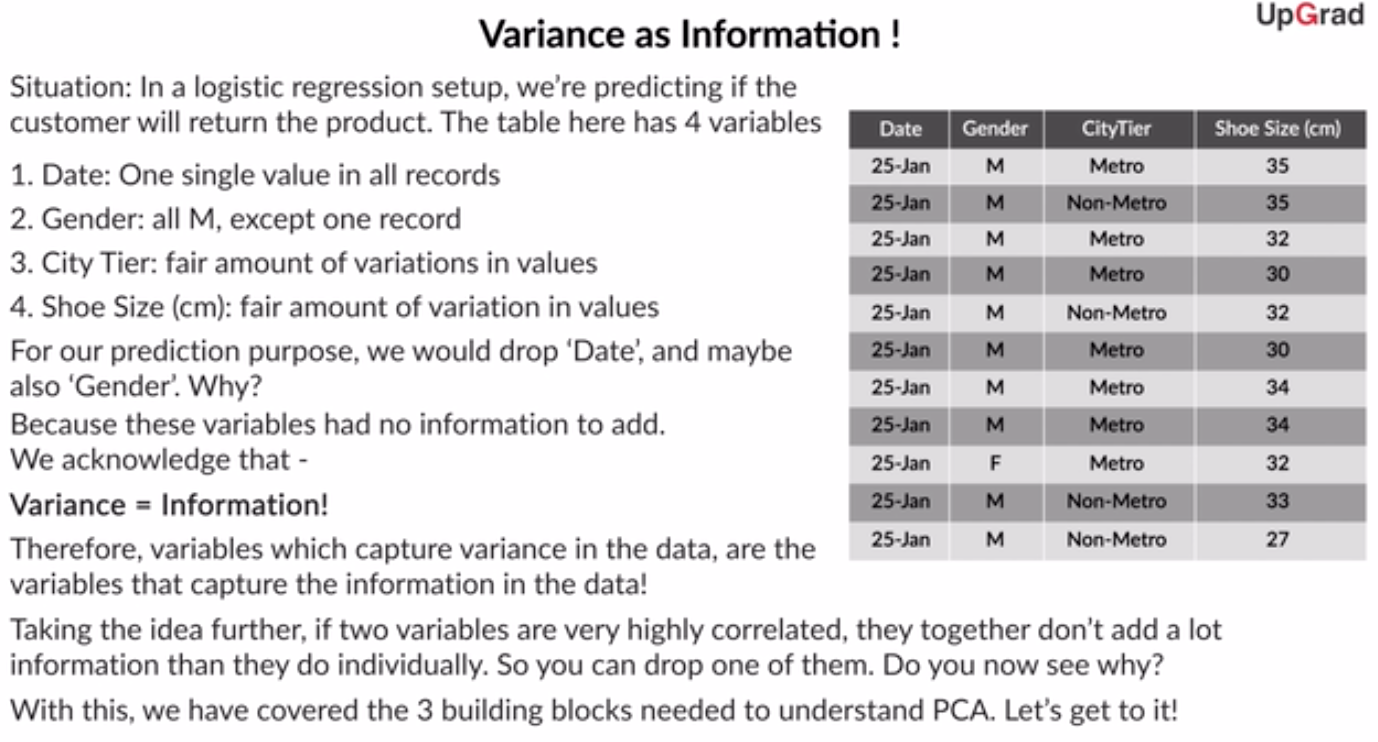 UpGrad
Variance as Information !
Situation: In a logistic regression setup, we're predicting if the
customer will return the product. The table here has 4 variables
1. Date: One single value in all records
2. Gender: all M, except one record
3. City Tier: fair amount of variations in values
4. Shoe Size (cm): fair amount of variation in values
For our prediction purpose, we would drop 'Date', and maybe
also 'Gender'. Why?
Because these variables had no information to add.
We acknowledge that -
Variance = Information!
Therefore, variables which capture variance in the data, are the
variables that capture the information in the data!
Date Gender CityTier Shoe Size (cm)
25-Jan M Metro 35
25-Jan M Non-Metro 35
25-Jan M Metro 32
25-Jan M Metro 30
25-Jan M Non-Metro 32
25-Jan M Metro 30
25-Jan M Metro 34
25-Jan M Metro 34
25-Jan F Metro 32
25-Jan M Non-Metro 33
25-Jan M Non-Metro 27
Taking the idea further, if two variables are very highly correlated, they together don't add a lot
information than they do individually. So you can drop one of them. Do you now see why?
With this, we have covered the 3 building blocks needed to understand PCA. Let's get to it!